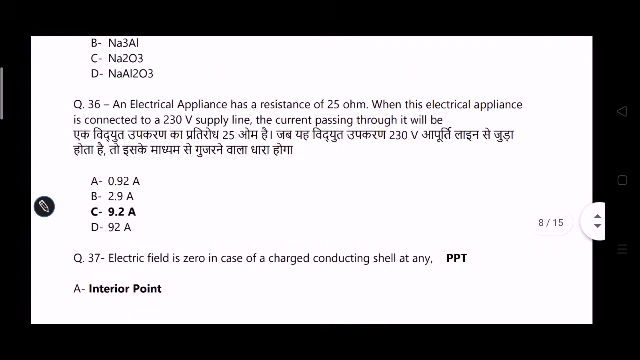 B- Na3Al
C- Na2O3
D- NaAl2O3
Q. 36 – An Electrical Appliance has a resistance of 25 ohm. When this electrical appliance
is connected to a 230 V supply line, the current passing through it will be
एक विद्युत उपकरण का प्रतिरोध 25 ओम है। जब यह विद्युत उपकरण 230 V आपूर्ति लाइन से जुड़ा
होता है, तो इसके माध्यम से गुजरने वाला धारा होगा
A- 0.92 A
B- 2.9 A
C- 9.2 A
D- 92 A
8 / 15
Q. 37- Electric field is zero in case of a charged conducting shell at any, PPT
A- Interior Point